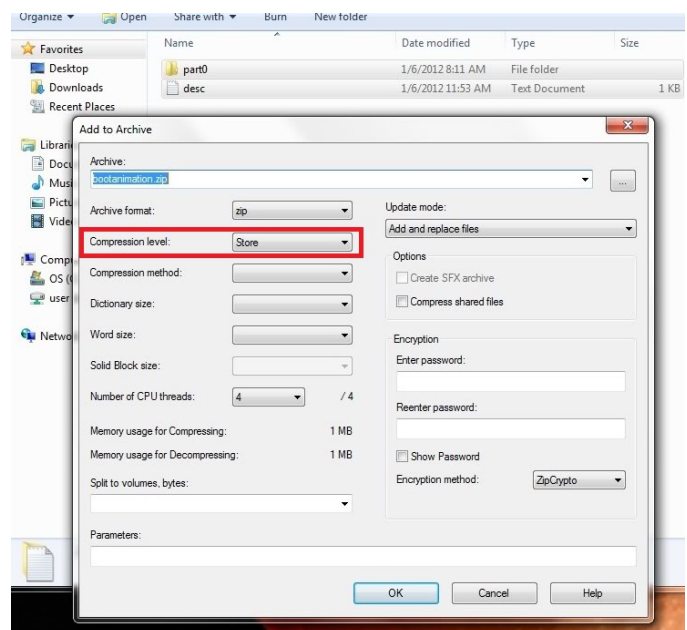 Organize Open Share with Burn New folder
Favorites
Desktop
Downloads
Recent Places
Name Date modified Type Size
part0 1/6/2012 8:11 AM File folder
desc 1/6/2012 11:53 AM Text Document 1 KB
Add to Archive
Archive:
bootanimation.zip
...
Archive format: zip
Compression level: Store
Compression method:
Dictionary size:
Word size:
Solid Block size:
Number of CPU threads: 4 / 4
Memory usage for Compressing: 1 MB
Memory usage for Decompressing: 1 MB
Split to volumes, bytes:
Update mode:
Add and replace files
Options
Create SFX archive
Compress shared files
Encryption
Enter password:
Reenter password:
Show Password
Encryption method: ZipCrypto
Parameters:
OK Cancel Help
OS (
user